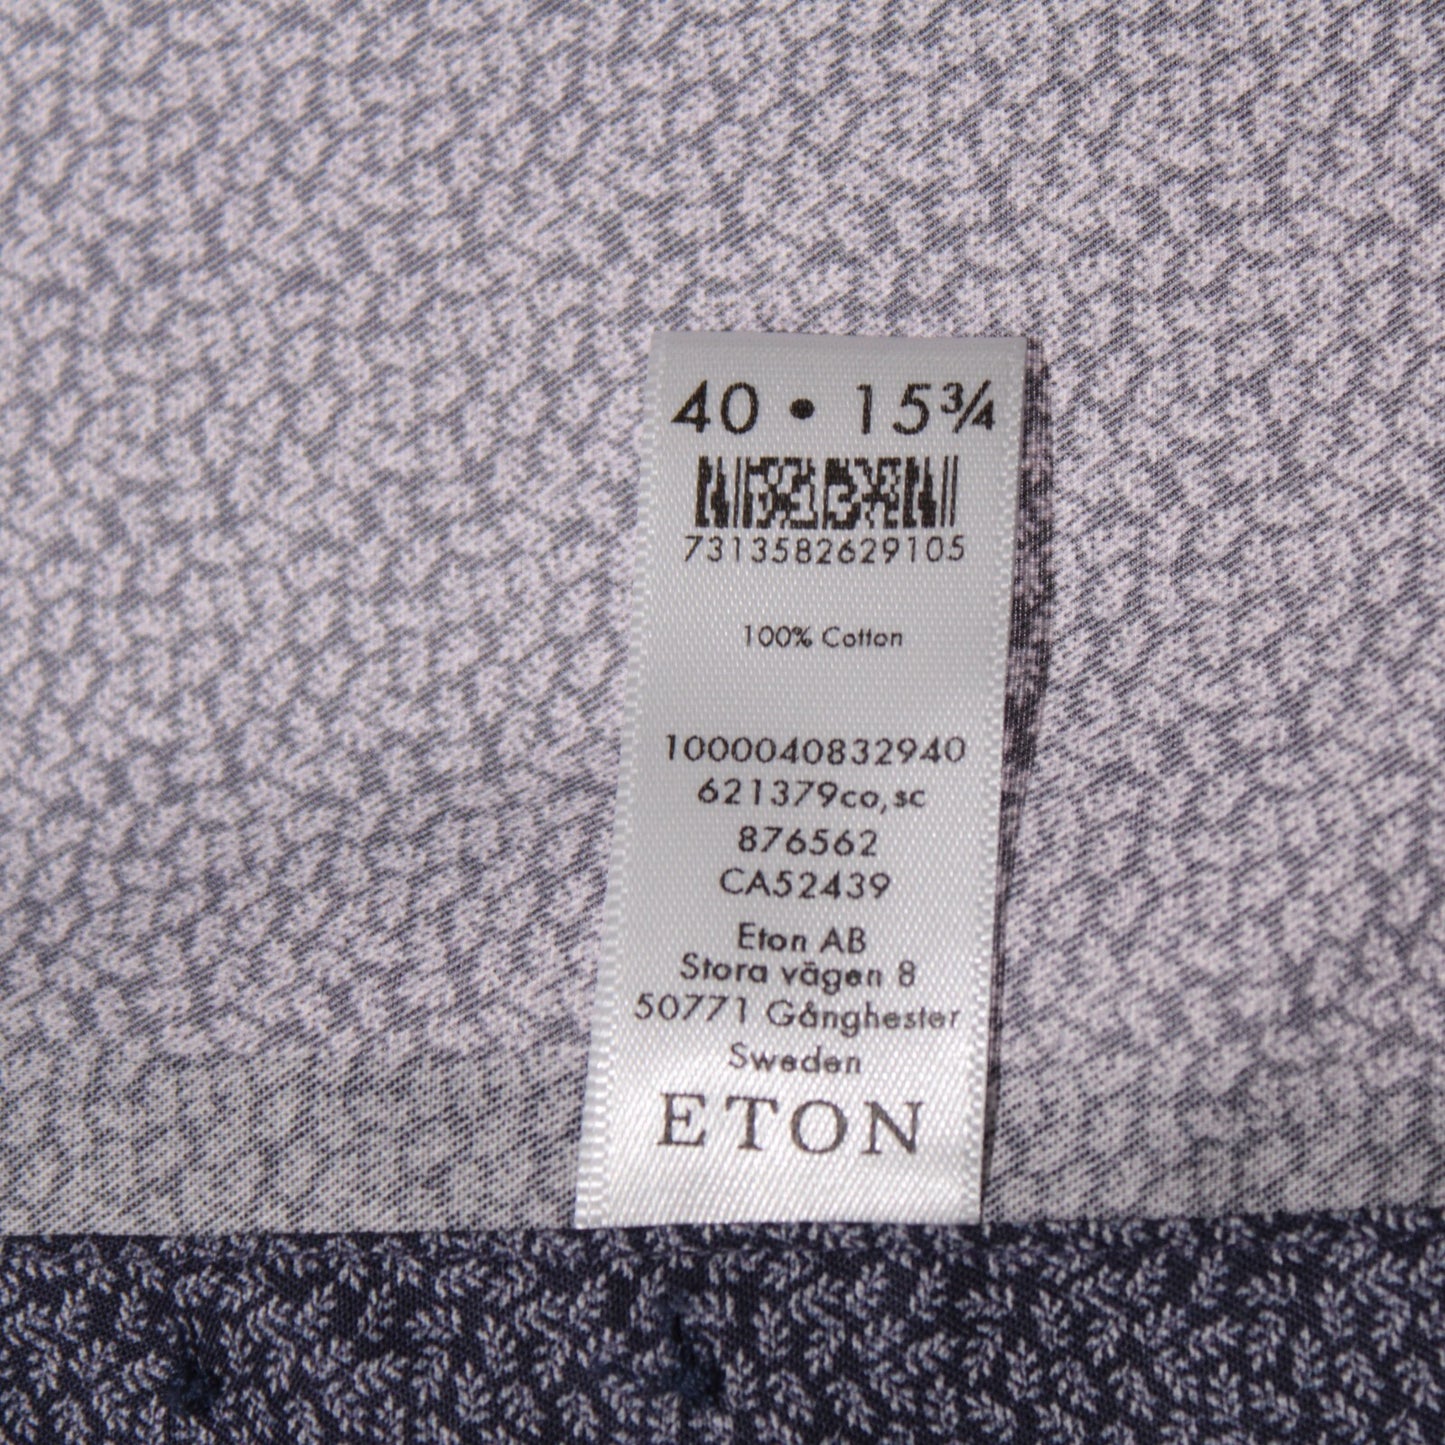 40 • 15¾
7313582629105
100% Cotton
1000040832940
621379co,sc
876562
CA52439
Eton AB
Stora vägen 8
50771 Gånghester
Sweden
ETON